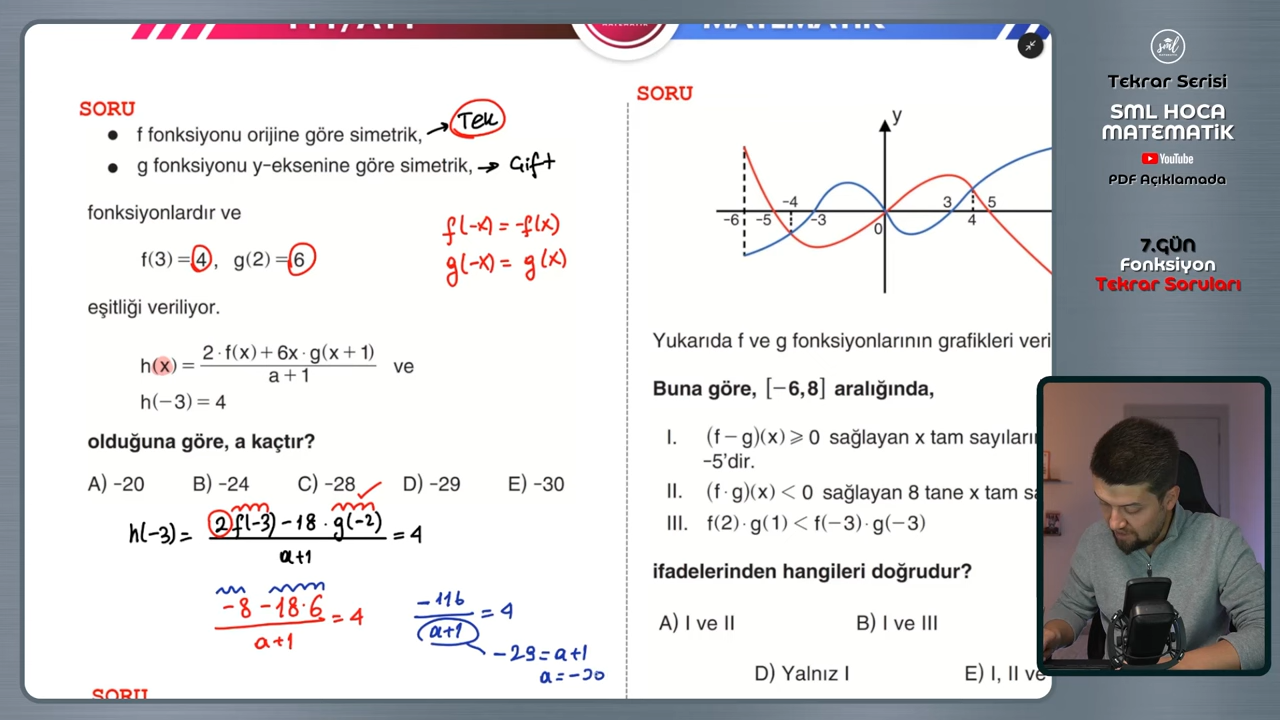 SORU
• f fonksiyonu orijine göre simetrik, → Tek
• g fonksiyonu y-eksenine göre simetrik, → Çift
fonksiyonlardır ve
f(-x) = -f(x)
f(3) = 4, g(2) = 6
g(-x) = g(x)
eşitliği veriliyor.
h(x) = 2·f(x)+6x·g(x+1) / a+1 ve
h(−3) = 4
olduğuna göre, a kaçtır?
A) -20 B) -24 C) -28 D) -29 E) -30
h(-3) = 2f(-3) -18 · g(-2) / a+1 = 4
-8 -18·6 / a+1 = 4
-116 / a+1 = 4
-29 = a+1
a = -30
SORU
SORU
y
-6 -5 -4 -3 0 3 4 5
Yukarıda f ve g fonksiyonlarının grafikleri veri
Buna göre, [−6,8] aralığında,
I. (f−g)(x) ⩾ 0 sağlayan x tam sayıların
-5'dir.
II. (f·g)(x) < 0 sağlayan 8 tane x tam sa
III. f(2)·g(1) < f(−3)·g(−3)
ifadelerinden hangileri doğrudur?
A) I ve II B) I ve III
D) Yalnız I E) I, II ve
MATEMATİK
sml
Tekrar Serisi
SML HOCA
MATEMATİK
YouTube
PDF Açıklamada
7.GÜN
Fonksiyon
Tekrar Soruları